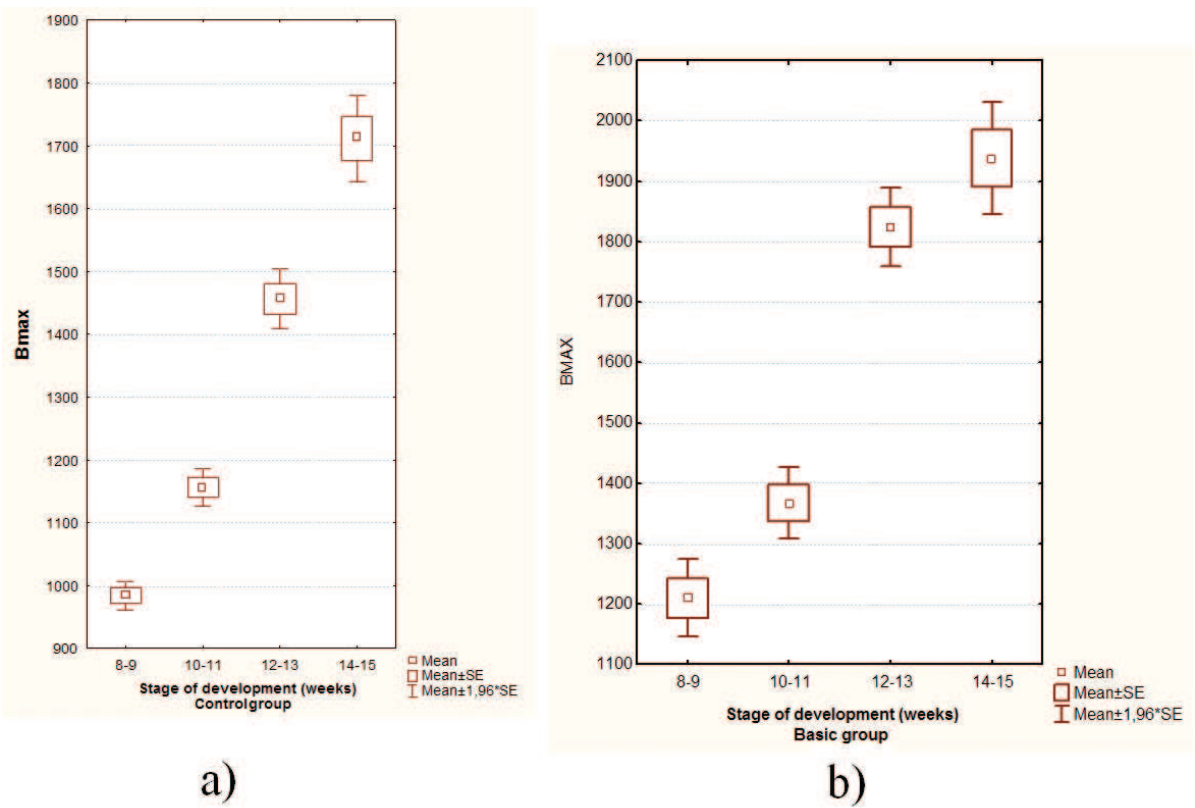 1900
1800
1700
1600
1500
1400
1300
1200
1100
1000
900
Bmax
8-9 10-11 12-13 14-15
Stage of development (weeks)
Controlgroup
Mean
Mean±SE
Mean±1,96*SE
a)
2100
2000
1900
1800
1700
1600
1500
1400
1300
1200
1100
BMAX
8-9 10-11 12-13 14-15
Stage of development (weeks)
Basic group
Mean
Mean±SE
Mean±1,96*SE
b)